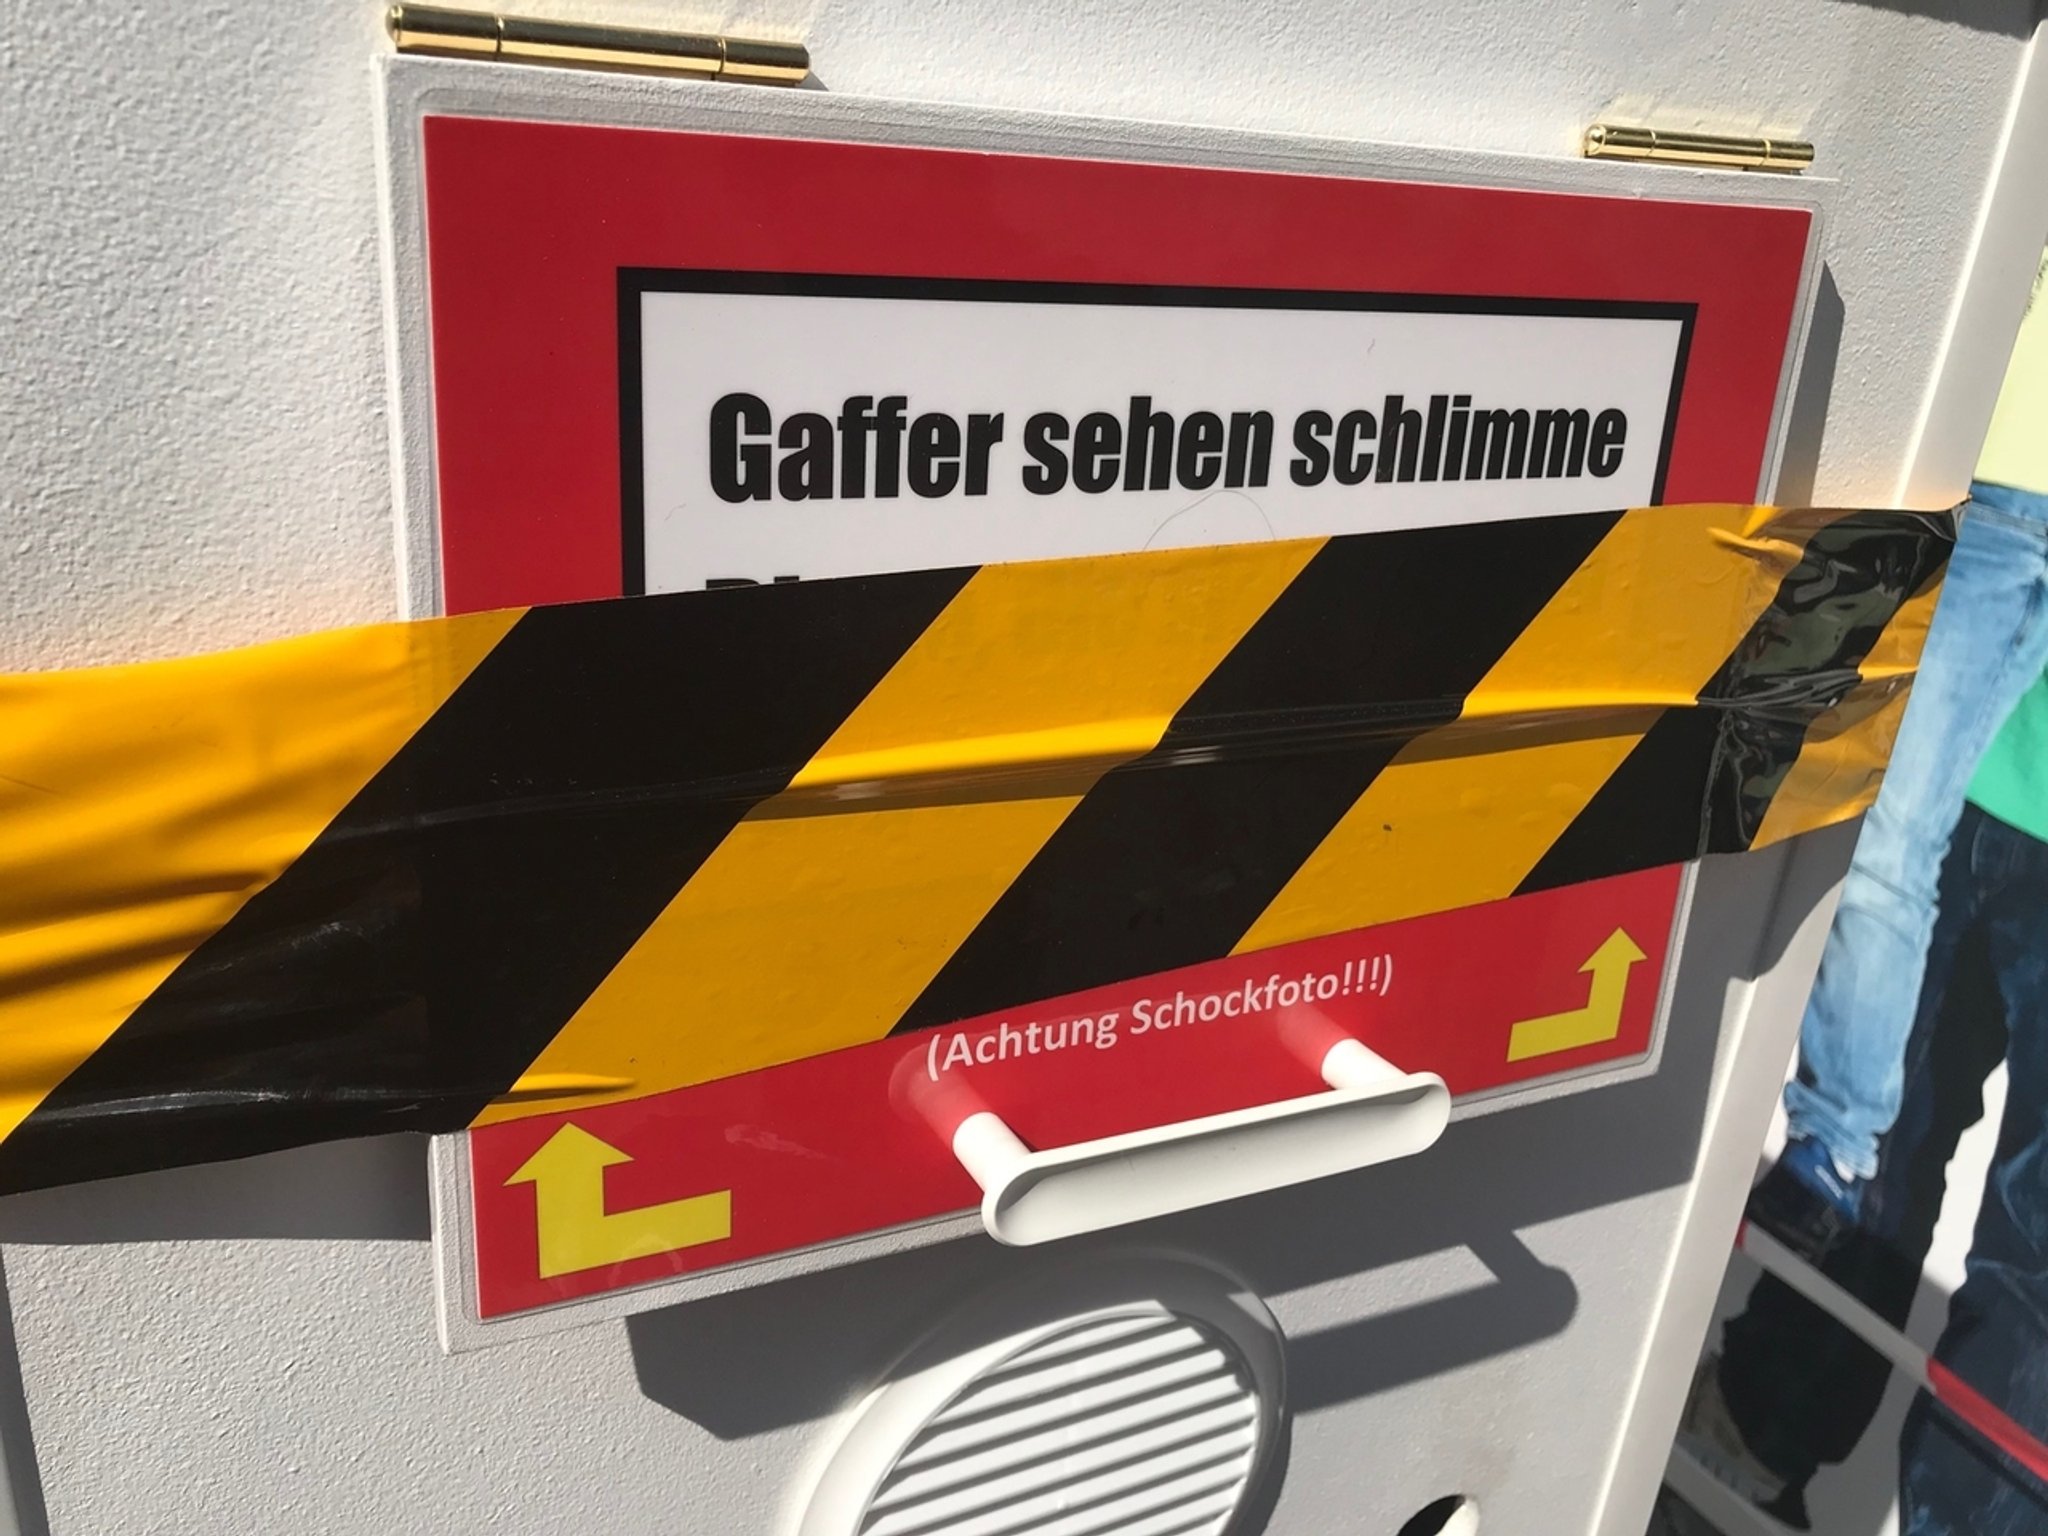 Gaffer sehen schlimme
(Achtung Schockfoto!!!)